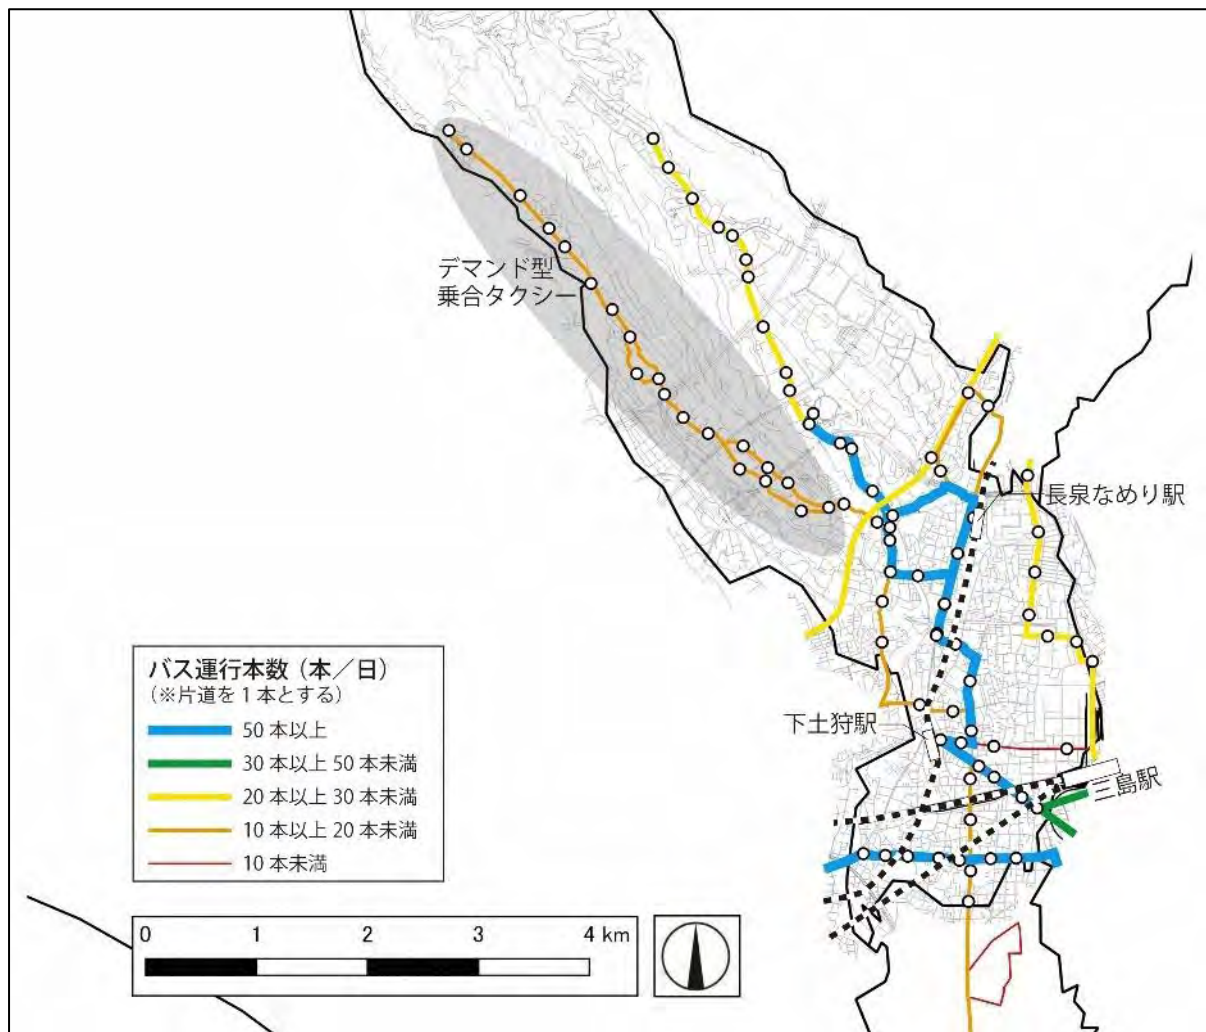 デマンド型
乗合タクシー
長泉なめり駅
下土狩駅
三島駅
バス運行本数（本／日）
（※片道を1本とする）
50本以上
30本以上50本未満
20本以上30本未満
10本以上20本未満
10本未満
0 1 2 3 4 km